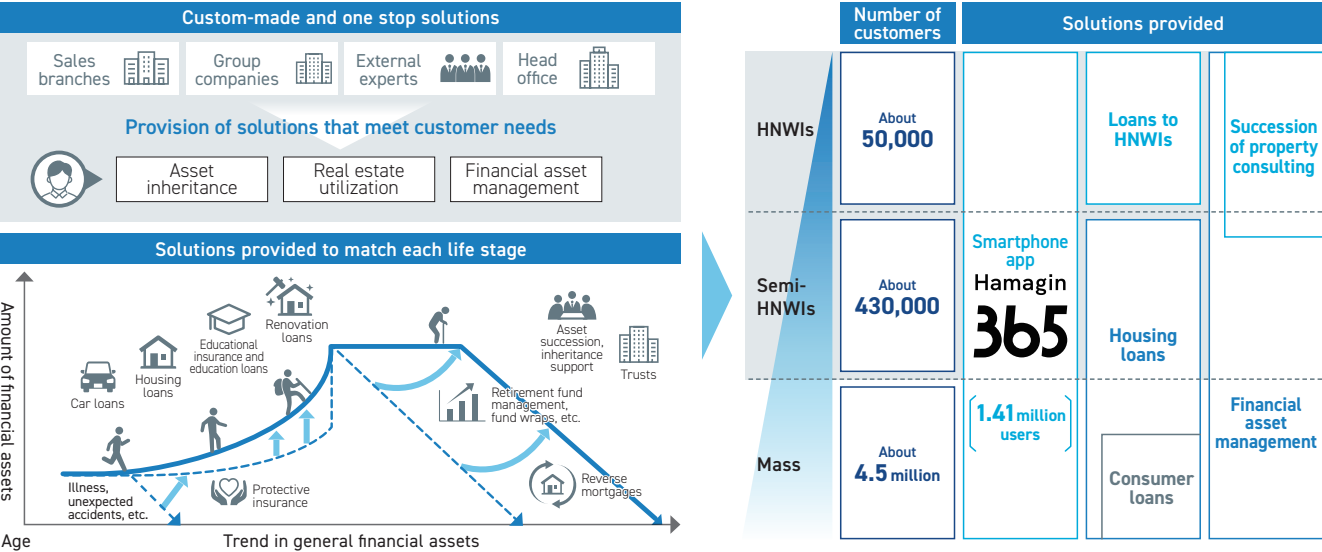 Custom-made and one stop solutions
Sales
branches
Group
companies
External
experts
Head
office
Provision of solutions that meet customer needs
Asset
inheritance
Real estate
utilization
Financial asset
management
Solutions provided to match each life stage
Amount of financial assets
Car loans
Housing
loans
Educational
insurance and
education loans
Renovation
loans
Asset
succession,
inheritance
support
Trusts
Retirement fund
management,
fund wraps, etc.
Reverse
mortgages
Illness,
unexpected
accidents, etc.
Protective
insurance
Age
Trend in general financial assets
Number of
customers
Solutions provided
HNWIs
About
50,000
Loans to
HNWIs
Succession
of property
consulting
Semi-
HNWIs
About
430,000
Smartphone
app
Hamagin
365
Housing
loans
Mass
About
4.5 million
1.41 million
users
Consumer
loans
Financial
asset
management